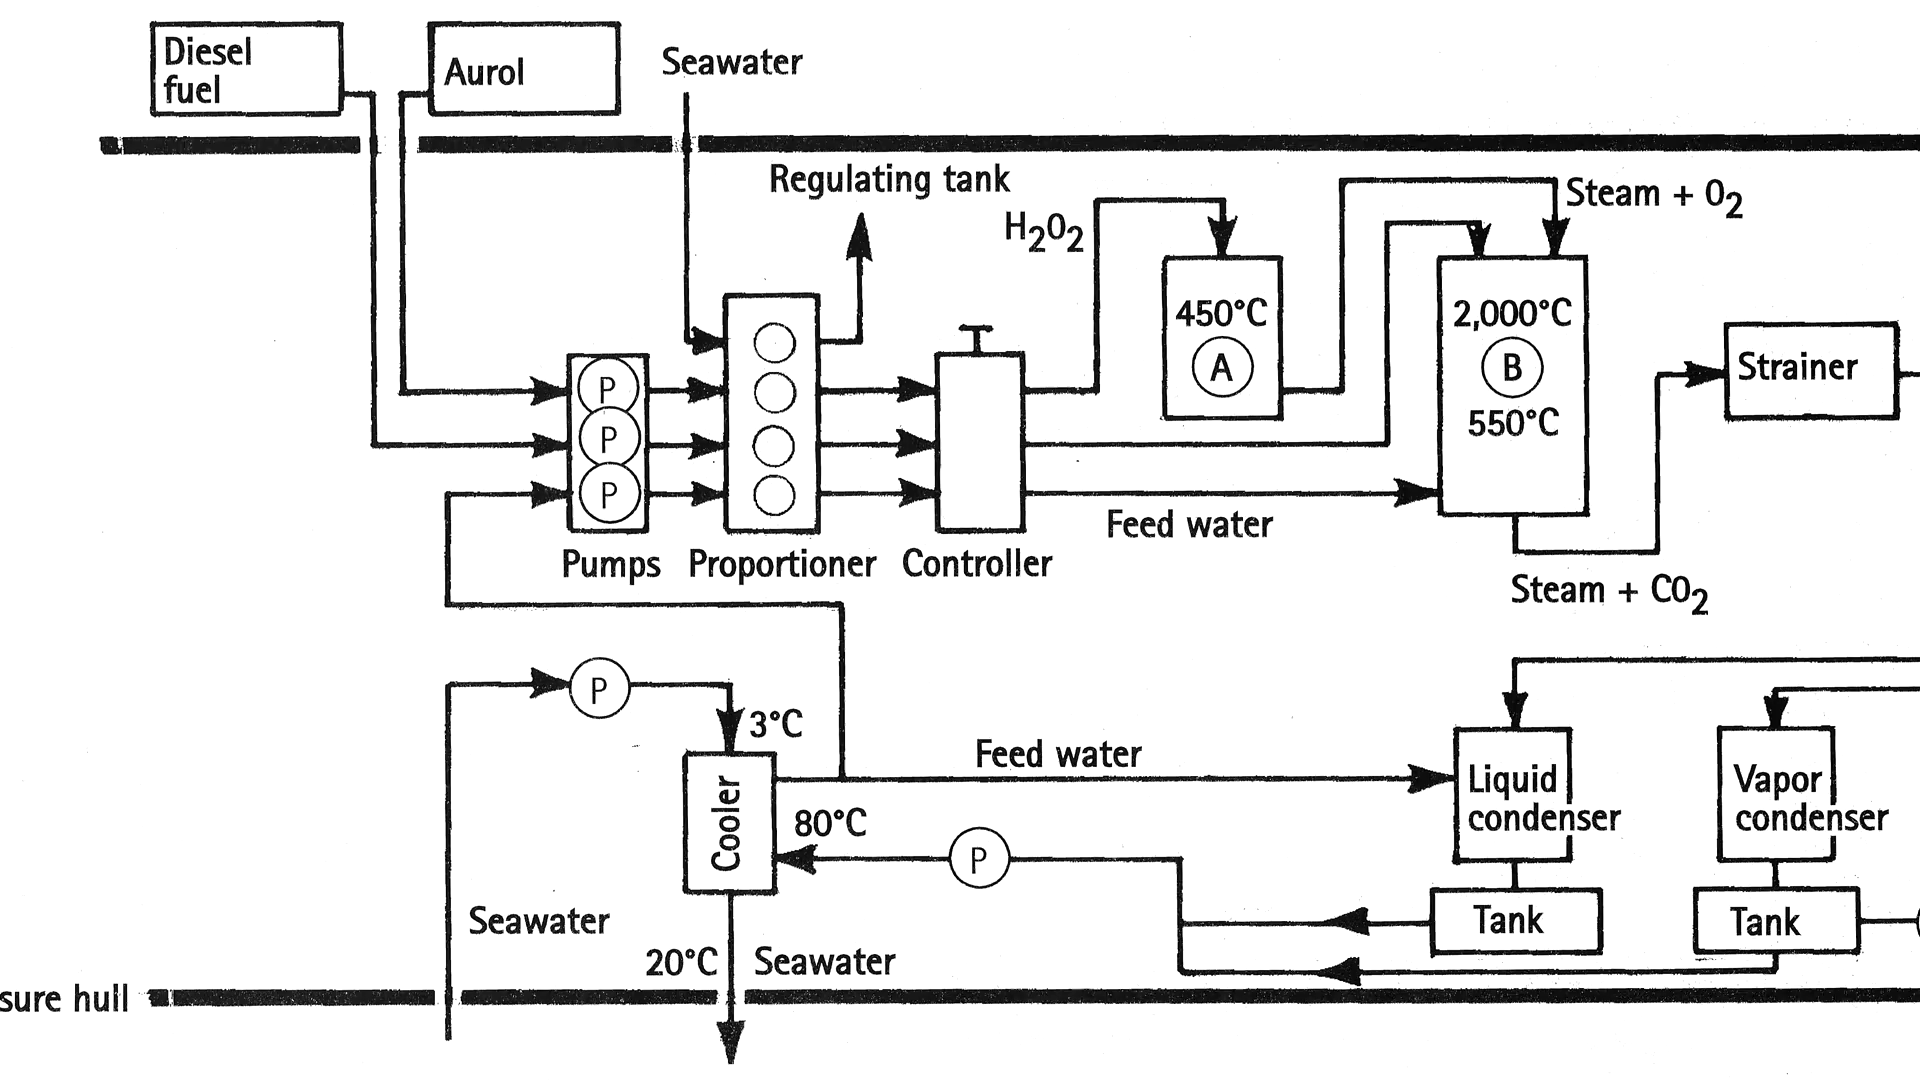 Diesel
fuel
Aurol
Seawater
Regulating tank
H2O2
Steam + O2
450°C
A
2,000°C
B
550°C
Strainer
P
P
P
Pumps
Proportioner
Controller
Feed water
Steam + CO2
P
3°C
Cooler
Feed water
80°C
P
Liquid
condenser
Vapor
condenser
Tank
Tank
Seawater
20°C
Seawater
sure hull